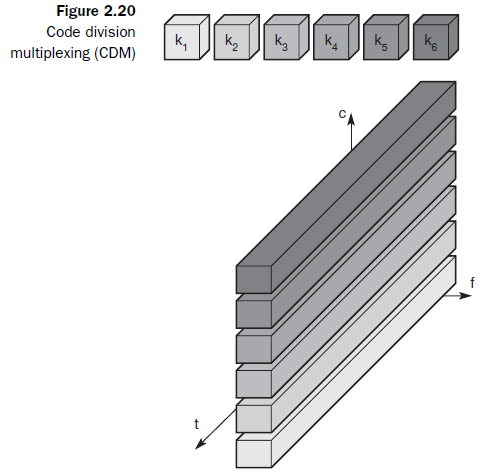 Figure 2.20
Code division
multiplexing (CDM)
k1 k2 k3 k4 k5 k6
c
f
t